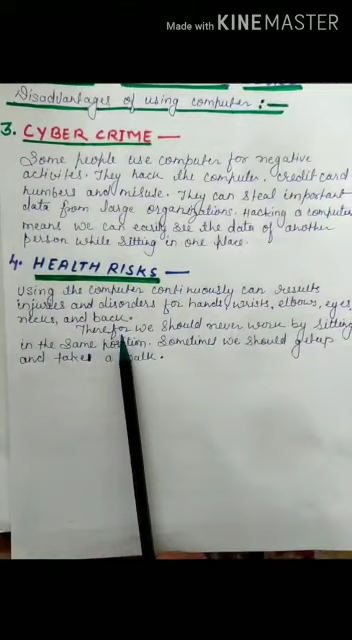 Made with KINEMASTER
Disadvantages of using computer :-
3. CYBER CRIME —
Some people use computer for negative
activites. They hack the computer, credit card
numbers and misuse. They can steal important
data from large organizations. Hacking a computer
means we can easily see the data of another
person while sitting in one place.
4. HEALTH RISKS —
Using the computer continuously can results
injuries and disorders for hands, wrists, elbows, eyes,
necks, and back.
Therefor we should never work by sitting
in the same position. Sometimes we should getup
and take a walk.